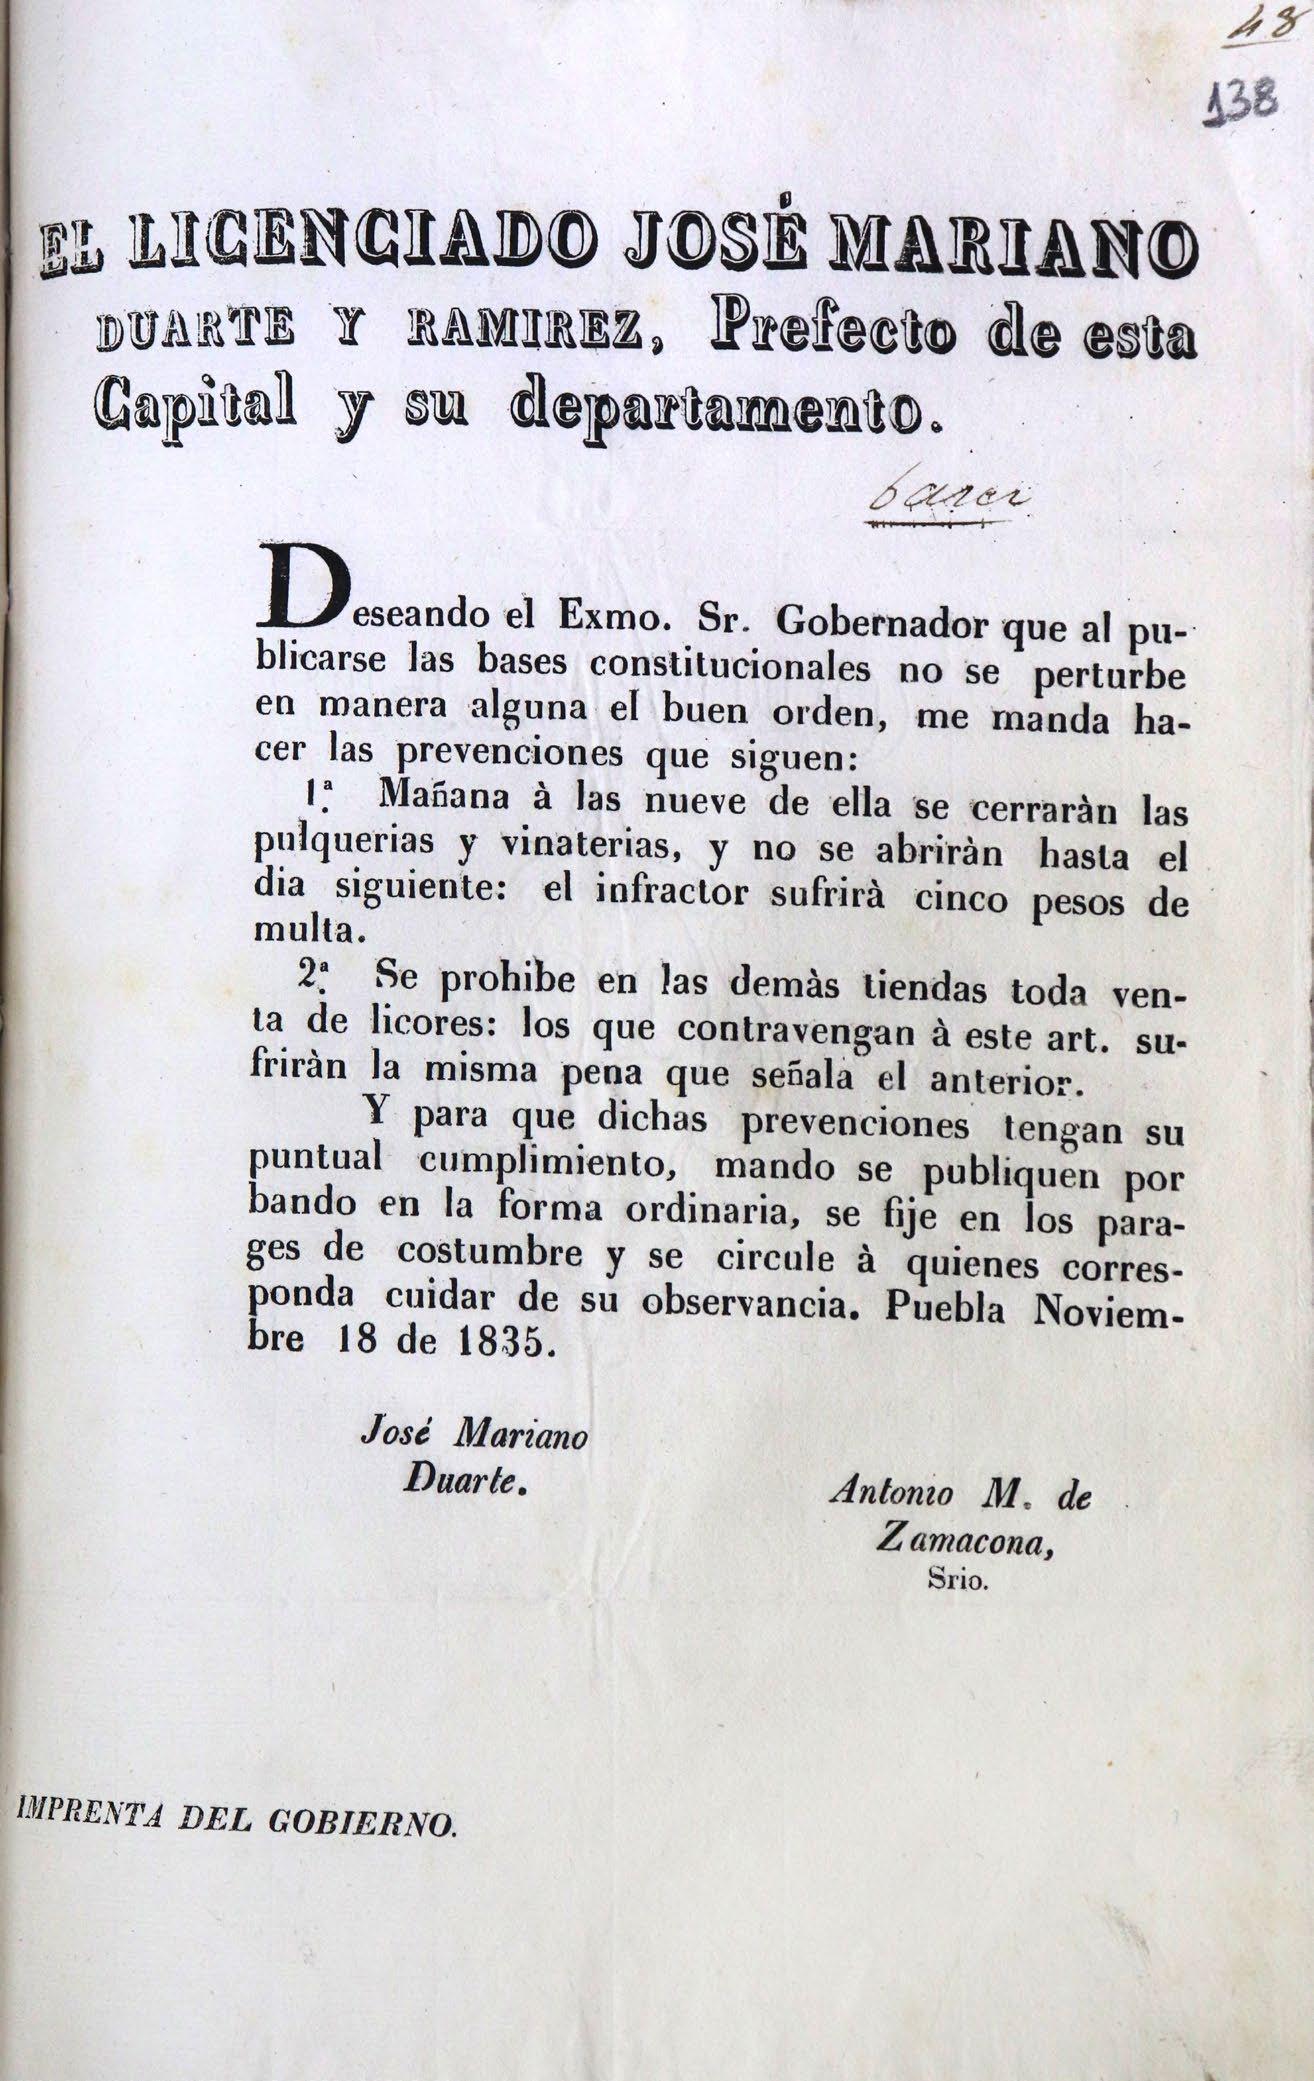 48
138
EL LICENCIADO JOSÉ MARIANO
DUARTE Y RAMIREZ, Prefecto de esta
Capital y su departamento.
Deseando el Exmo. Sr. Gobernador que al pu-
blicarse las bases constitucionales no se perturbe
en manera alguna el buen orden, me manda ha-
cer las prevenciones que siguen:
1.ª Mañana à las nueve de ella se cerraràn las
pulquerias y vinaterias, y no se abriràn hasta el
dia siguiente: el infractor sufrirà cinco pesos de
multa.
2.ª Se prohibe en las demàs tiendas toda ven-
ta de licores: los que contravengan à este art. su-
friràn la misma pena que señala el anterior.
Y para que dichas prevenciones tengan su
puntual cumplimiento, mando se publiquen por
bando en la forma ordinaria, se fije en los para-
ges de costumbre y se circule à quienes corres-
ponda cuidar de su observancia. Puebla Noviem-
bre 18 de 1835.
José Mariano
Duarte.
Antonio M. de
Zamacona,
Srio.
IMPRENTA DEL GOBIERNO.